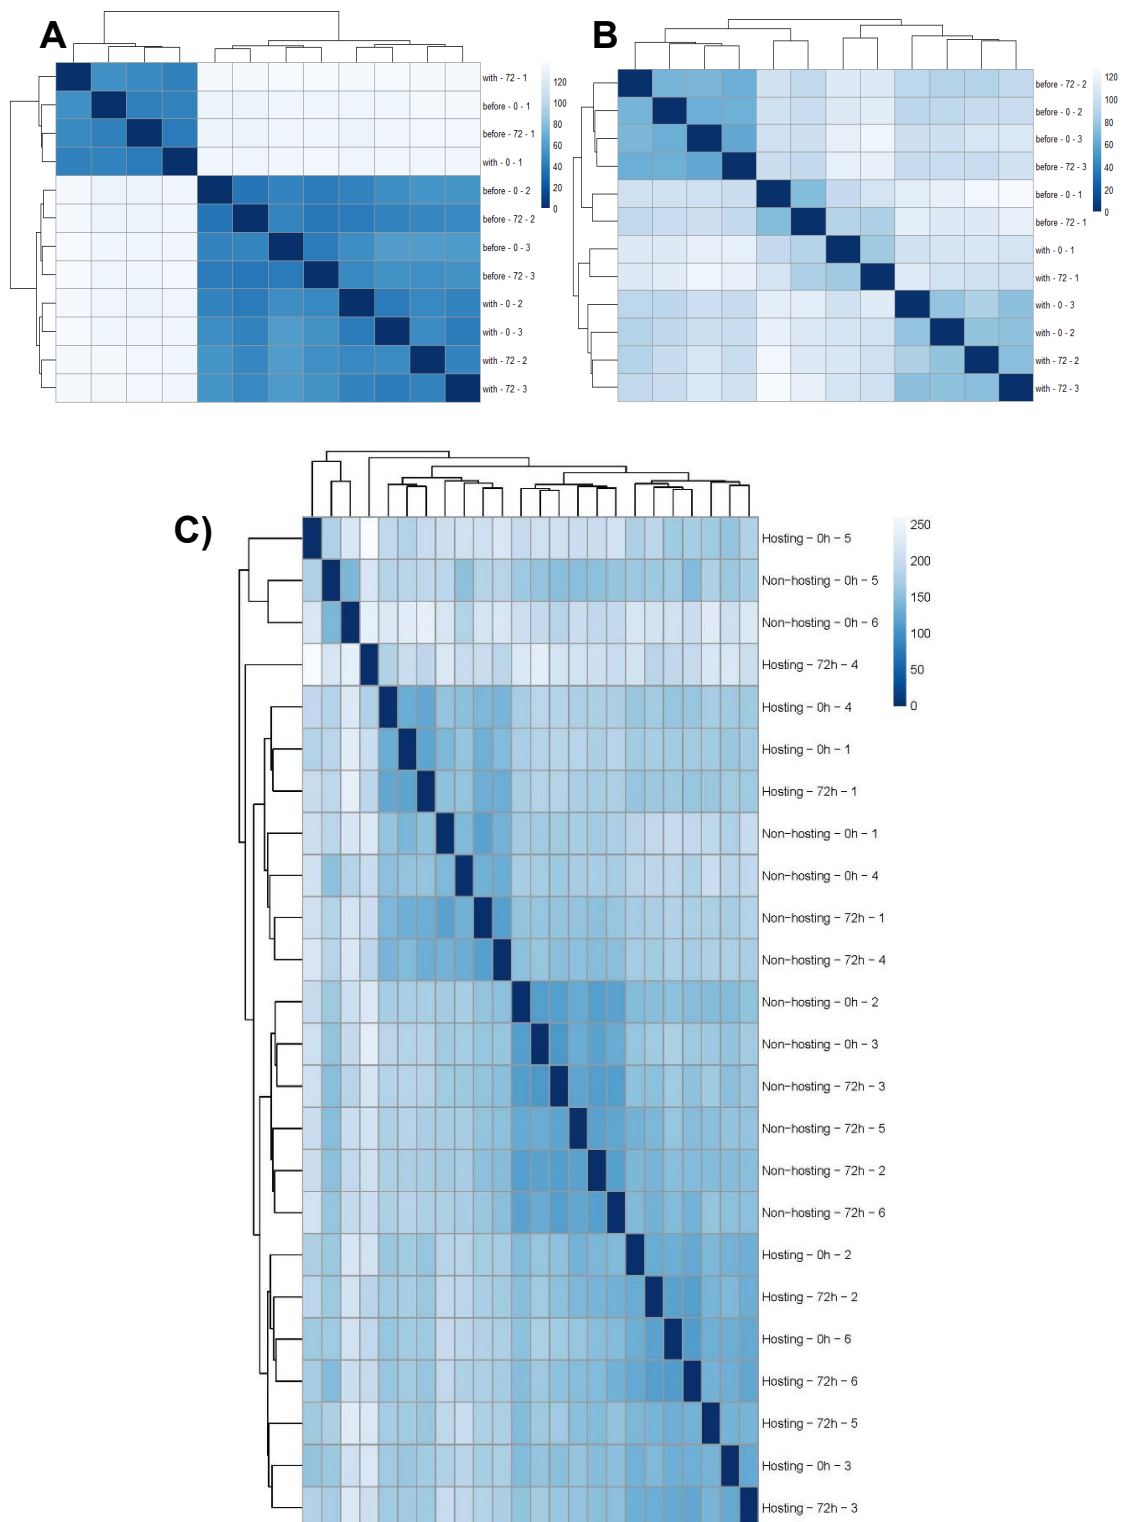 A
with - 72 - 1
before - 0 - 1
before - 72 - 1
with - 0 - 1
before - 0 - 2
before - 72 - 2
before - 0 - 3
before - 72 - 3
with - 0 - 2
with - 0 - 3
with - 72 - 2
with - 72 - 3
120
100
80
60
40
20
0
B
before - 72 - 2
before - 0 - 2
before - 0 - 3
before - 72 - 3
before - 0 - 1
before - 72 - 1
with - 0 - 1
with - 72 - 1
with - 0 - 3
with - 0 - 2
with - 72 - 2
with - 72 - 3
120
100
80
60
40
20
0
C)
Hosting – 0h – 5
Non–hosting – 0h – 5
Non–hosting – 0h – 6
Hosting – 72h – 4
Hosting – 0h – 4
Hosting – 0h – 1
Hosting – 72h – 1
Non–hosting – 0h – 1
Non–hosting – 0h – 4
Non–hosting – 72h – 1
Non–hosting – 72h – 4
Non–hosting – 0h – 2
Non–hosting – 0h – 3
Non–hosting – 72h – 3
Non–hosting – 72h – 5
Non–hosting – 72h – 2
Non–hosting – 72h – 6
Hosting – 0h – 2
Hosting – 72h – 2
Hosting – 0h – 6
Hosting – 72h – 6
Hosting – 72h – 5
Hosting – 0h – 3
Hosting – 72h – 3
250
200
150
100
50
0